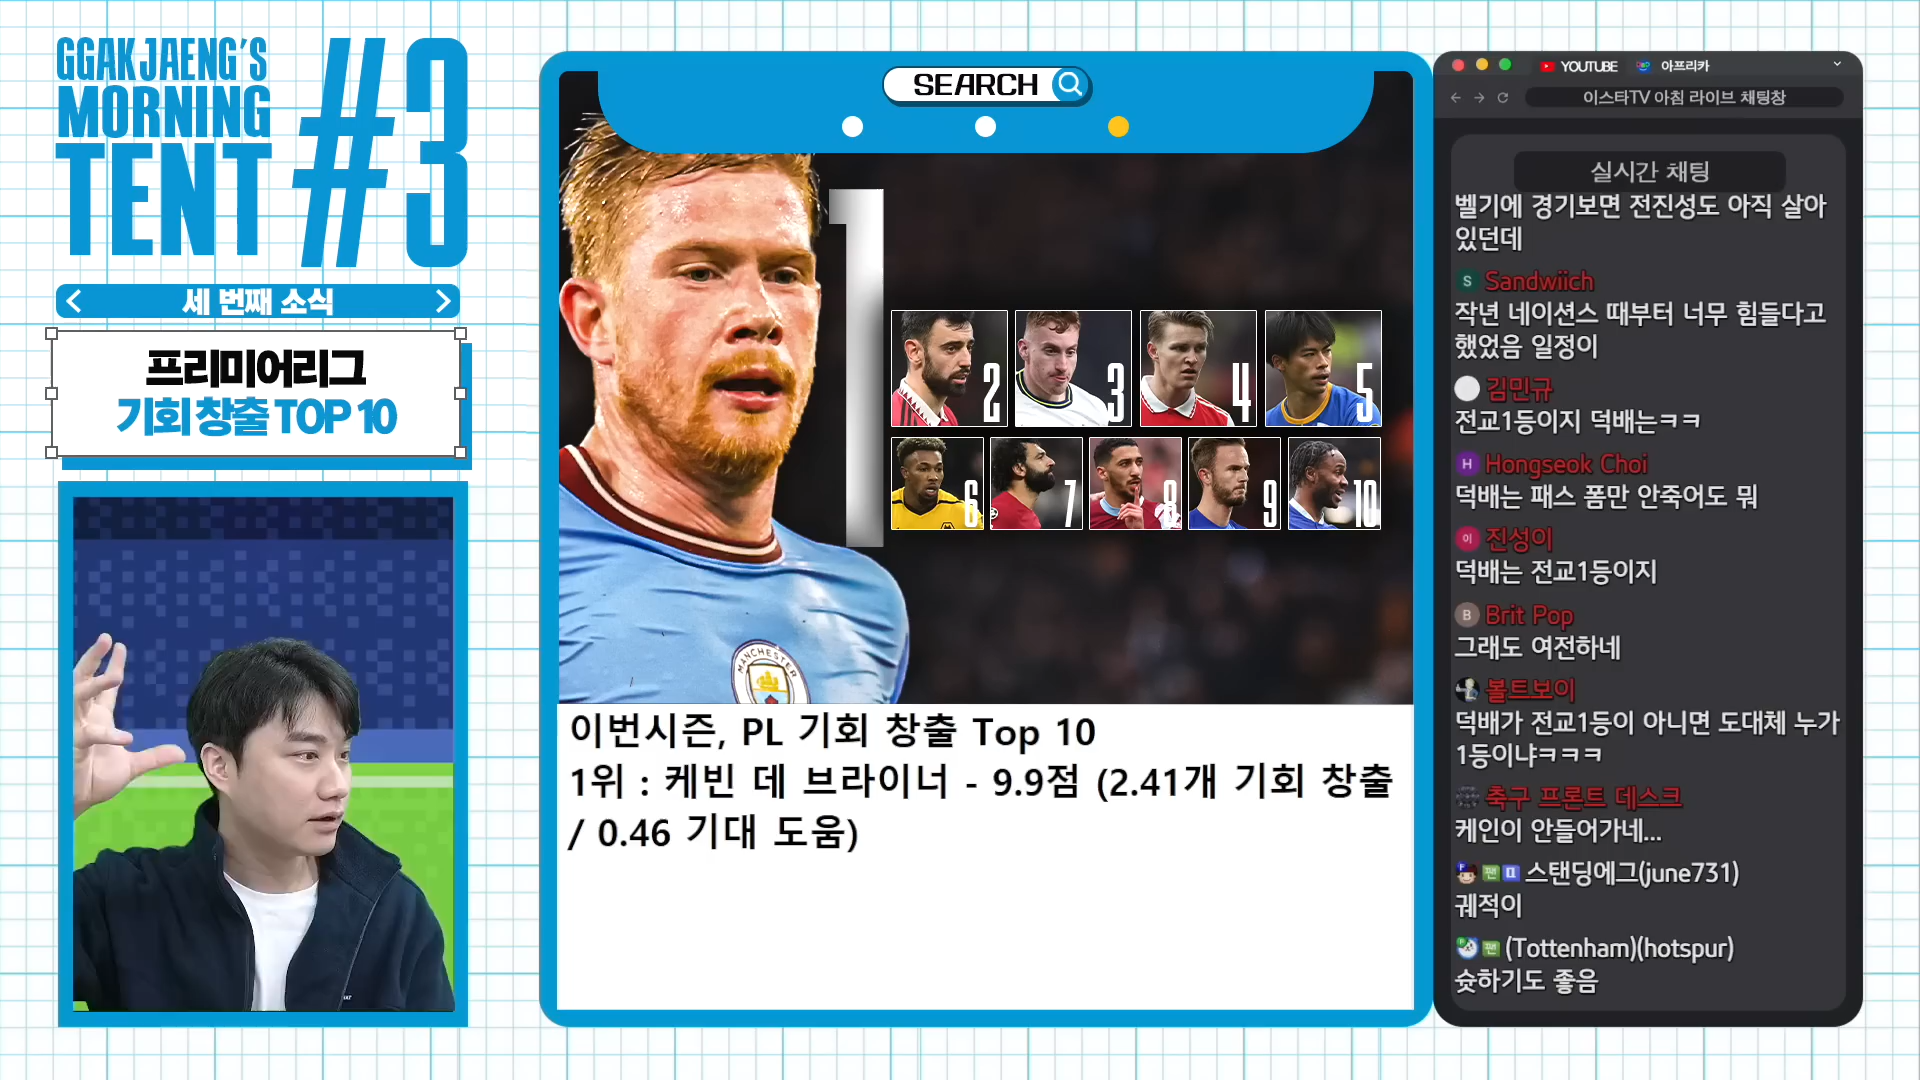 GGAK JAENG'S
MORNING
TENT
#3
세 번째 소식
프리미어리그
기회 창출 TOP 10
SEARCH
1
2
3
4
5
6
7
8
9
10
MANCHESTER
이번시즌, PL 기회 창출 Top 10
1위 : 케빈 데 브라이너 - 9.9점 (2.41개 기회 창출
/ 0.46 기대 도움)
YOUTUBE
아프리카
이스타TV 아침 라이브 채팅창
실시간 채팅
벨기에 경기보면 전진성도 아직 살아
있던데
S Sandwiich
작년 네이션스 때부터 너무 힘들다고
했었음 일정이
김민규
전교1등이지 덕배는ㅋㅋ
H Hongseok Choi
덕배는 패스 폼만 안죽어도 뭐
이 진성이
덕배는 전교1등이지
B Brit Pop
그래도 여전하네
볼트보이
덕배가 전교1등이 아니면 도대체 누가
1등이냐ㅋㅋㅋ
축구 프론트 데스크
케인이 안들어가네...
팬 스탠딩에그(june731)
궤적이
팬 (Tottenham)(hotspur)
슛하기도 좋음